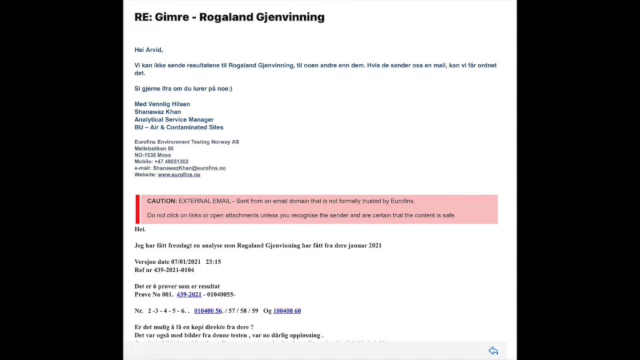 RE: Gimre - Rogaland Gjenvinning
Hei Arvid,
Vi kan ikke sende resultatene til Rogaland Gjenvinning, til noen andre enn dem. Hvis de sender oss en mail, kan vi får ordnet
det.
Si gjerne ifra om du lurer på noe:)
Med Vennlig Hilsen
Shanawaz Khan
Analytical Service Manager
BU – Air & Contaminated Sites
Eurofins Environment Testing Norway AS
Møllebakken 50
NO-1538 Moss
Mobile: +47 48051302
e-mail: ShanawazKhan@eurofins.no
Website: www.eurofins.no
CAUTION: EXTERNAL EMAIL - Sent from an email domain that is not formally trusted by Eurofins.
Do not click on links or open attachments unless you recognise the sender and are certain that the content is safe.
Hei.
Jeg har fått fremlagt en analyse som Rogaland Gjenvinning har fått fra dere januar 2021
Versjon date 07/01/2021 23:15
Ref nr 439-2021-0104
Det er 6 prøver som er resultat
Prøve No 001. 439-2021 - 01040055-
Nr. 2 -3 - 4 - 5 - 6. . 010400 56. / 57 / 58 / 59 Og 100400 60
Er det mulig å få en kopi direkte fra dere ?
Det var også med bilder fra denne testen , var no dårlig oppløsning .